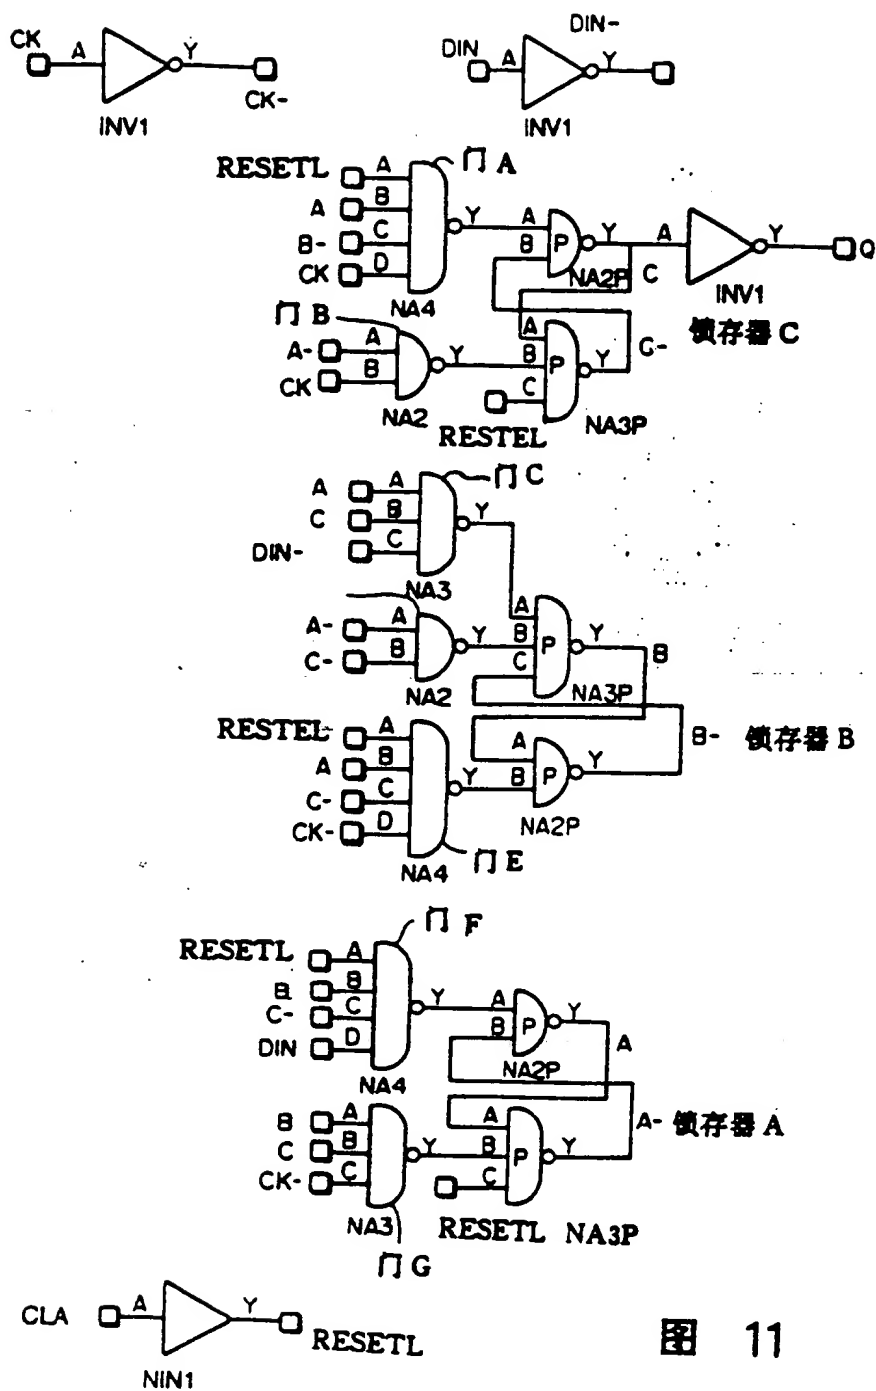 CK A Y CK-
INV1
DIN A DIN- Y
INV1
RESETL A 门 A
A B
B- C
CK D
Y A
B P Y
NA4
NA2P C
A Y Q
INV1
锁存器 C
门 B
A- A
CK B
Y
NA2
A
B P Y
C
G-
RESTEL
NA3P
A A 门 C
C B
DIN- C
Y
NA3
A- A
C- B
Y
NA2
A
B P Y
C
NA3P
B
RESTEL A
A B
C- C
CK- D
Y
NA4
门 E
A
B P Y
NA2P
B- 锁存器 B
门 F
RESETL A
B B
C- C
DIN D
Y
NA4
A
B P Y
NA2P
A
B A
C B
CK- C
Y
NA3
门 G
A
B P Y
C
RESETL NA3P
A- 锁存器 A
CLA A Y RESETL
NIN1
图 11